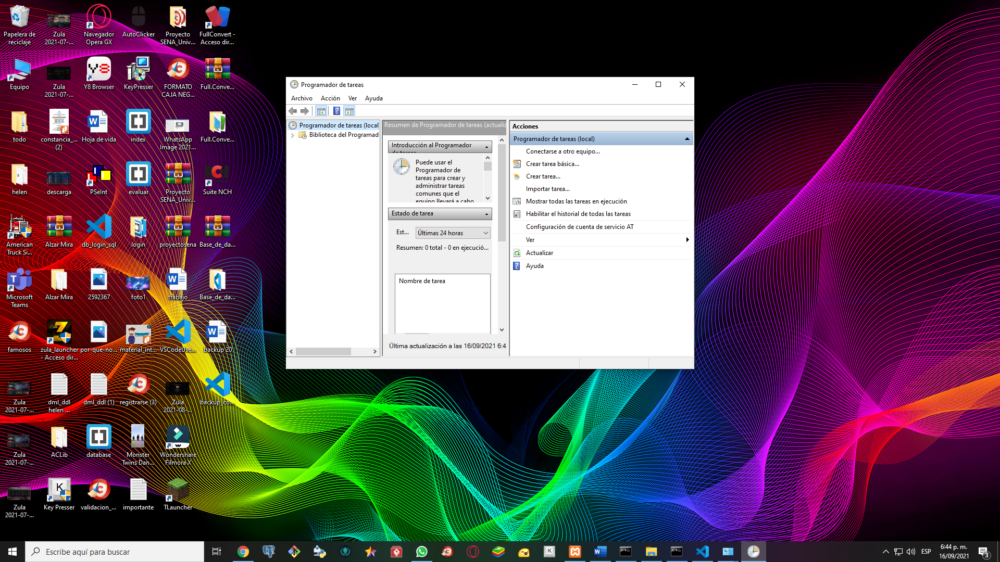 Papelera de
reciclaje
Zula
2021-07-...
Navegador
Opera GX
AutoClicker
Proyecto
SENA_Univ...
FullConvert -
Acceso dir...
Equipo
Zula
2021-07-...
Y8 Browser
KeyPresser
FORMATO
CAJA NEG...
Full.Conve...
todo
constancia_...
(2)
Hoja de vida
index
WhatsApp
Image 2021...
Full.Conve...
helen
descarga
PSeInt
evaluar
Proyecto
SENA_Univ...
Suite NCH
American
Truck Si...
Alzar Mira
db_login_sql
login
proyectosena
Base_de_da...
Microsoft
Teams
Alzar Mira
2592367
foto1
trabajo
Base_de_da...
famosos
zula_launcher
- Acceso dir...
por-que-no...
material_int...
VSCodeUse...
backup 20
Zula
2021-07-...
dml_ddl
helen ...
dml_ddl (1)
registrarse (3)
Zula
2021-08-...
backup_co...
Zula
2021-07-...
ACLib
database
Monster
Twins Dan...
Wondershare
Filmora X
Zula
2021-07-...
Key Presser
validacion_...
importante
TLauncher
Programador de tareas
Archivo Acción Ver Ayuda
Programador de tareas (local)
Biblioteca del Programad
Resumen de Programador de tareas (actualiz
Introducción al Programador
de tareas
Puede usar el
Programador de
tareas para crear y
administrar tareas
comunes que el
equipo llevará a cabo
Estado de tarea
Est... Últimas 24 horas
Resumen: 0 total - 0 en ejecució...
Nombre de tarea
Última actualización a las 16/09/2021 6:4
Acciones
Programador de tareas (local)
Conectarse a otro equipo...
Crear tarea básica...
Crear tarea...
Importar tarea...
Mostrar todas las tareas en ejecución
Habilitar el historial de todas las tareas
Configuración de cuenta de servicio AT
Ver
Actualizar
Ayuda
Escribe aquí para buscar
ESP
6:44 p. m.
16/09/2021
3